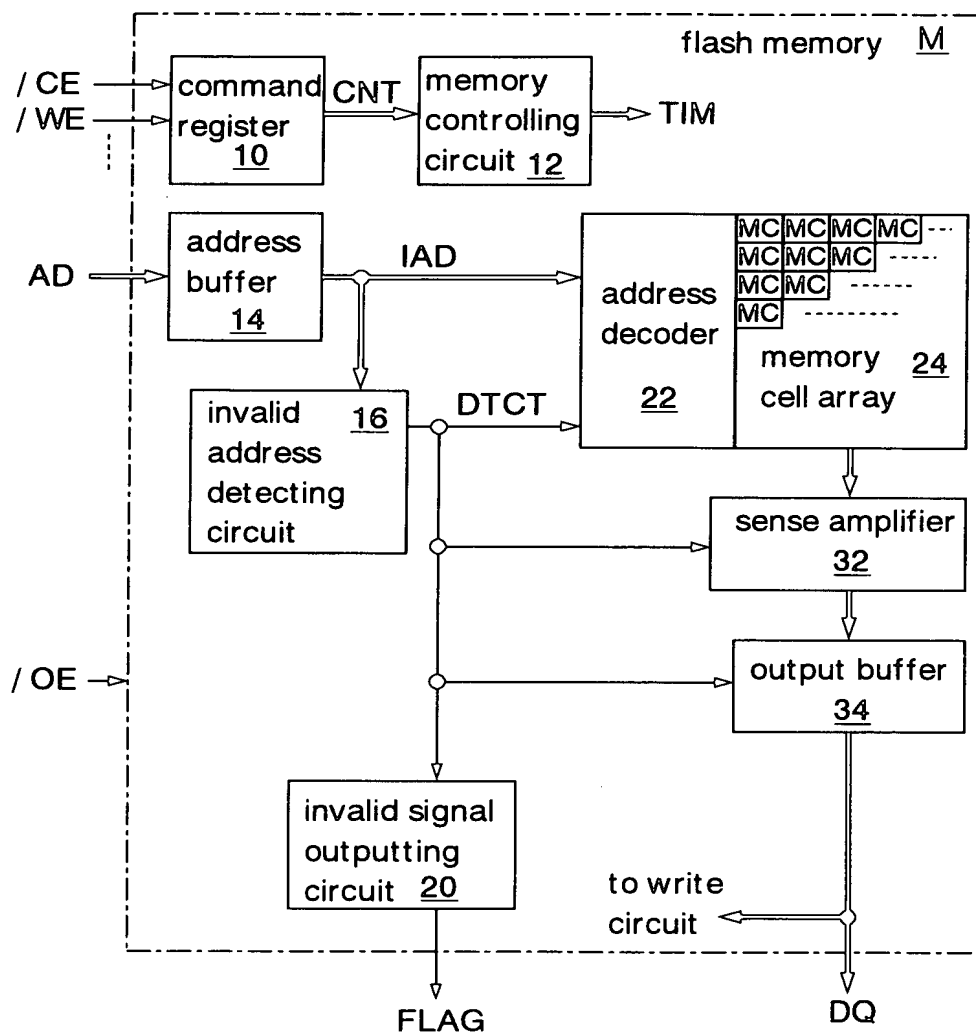 flash memory M
/ CE
/ WE
command
register
10
CNT
memory
controlling
circuit 12
TIM
AD
address
buffer
14
IAD
address
decoder
22
MC MC MC MC
MC MC MC
MC MC
MC
memory 24
cell array
invalid 16
address
detecting
circuit
DTCT
sense amplifier
32
/ OE
output buffer
34
invalid signal
outputting
circuit 20
to write
circuit
FLAG
DQ